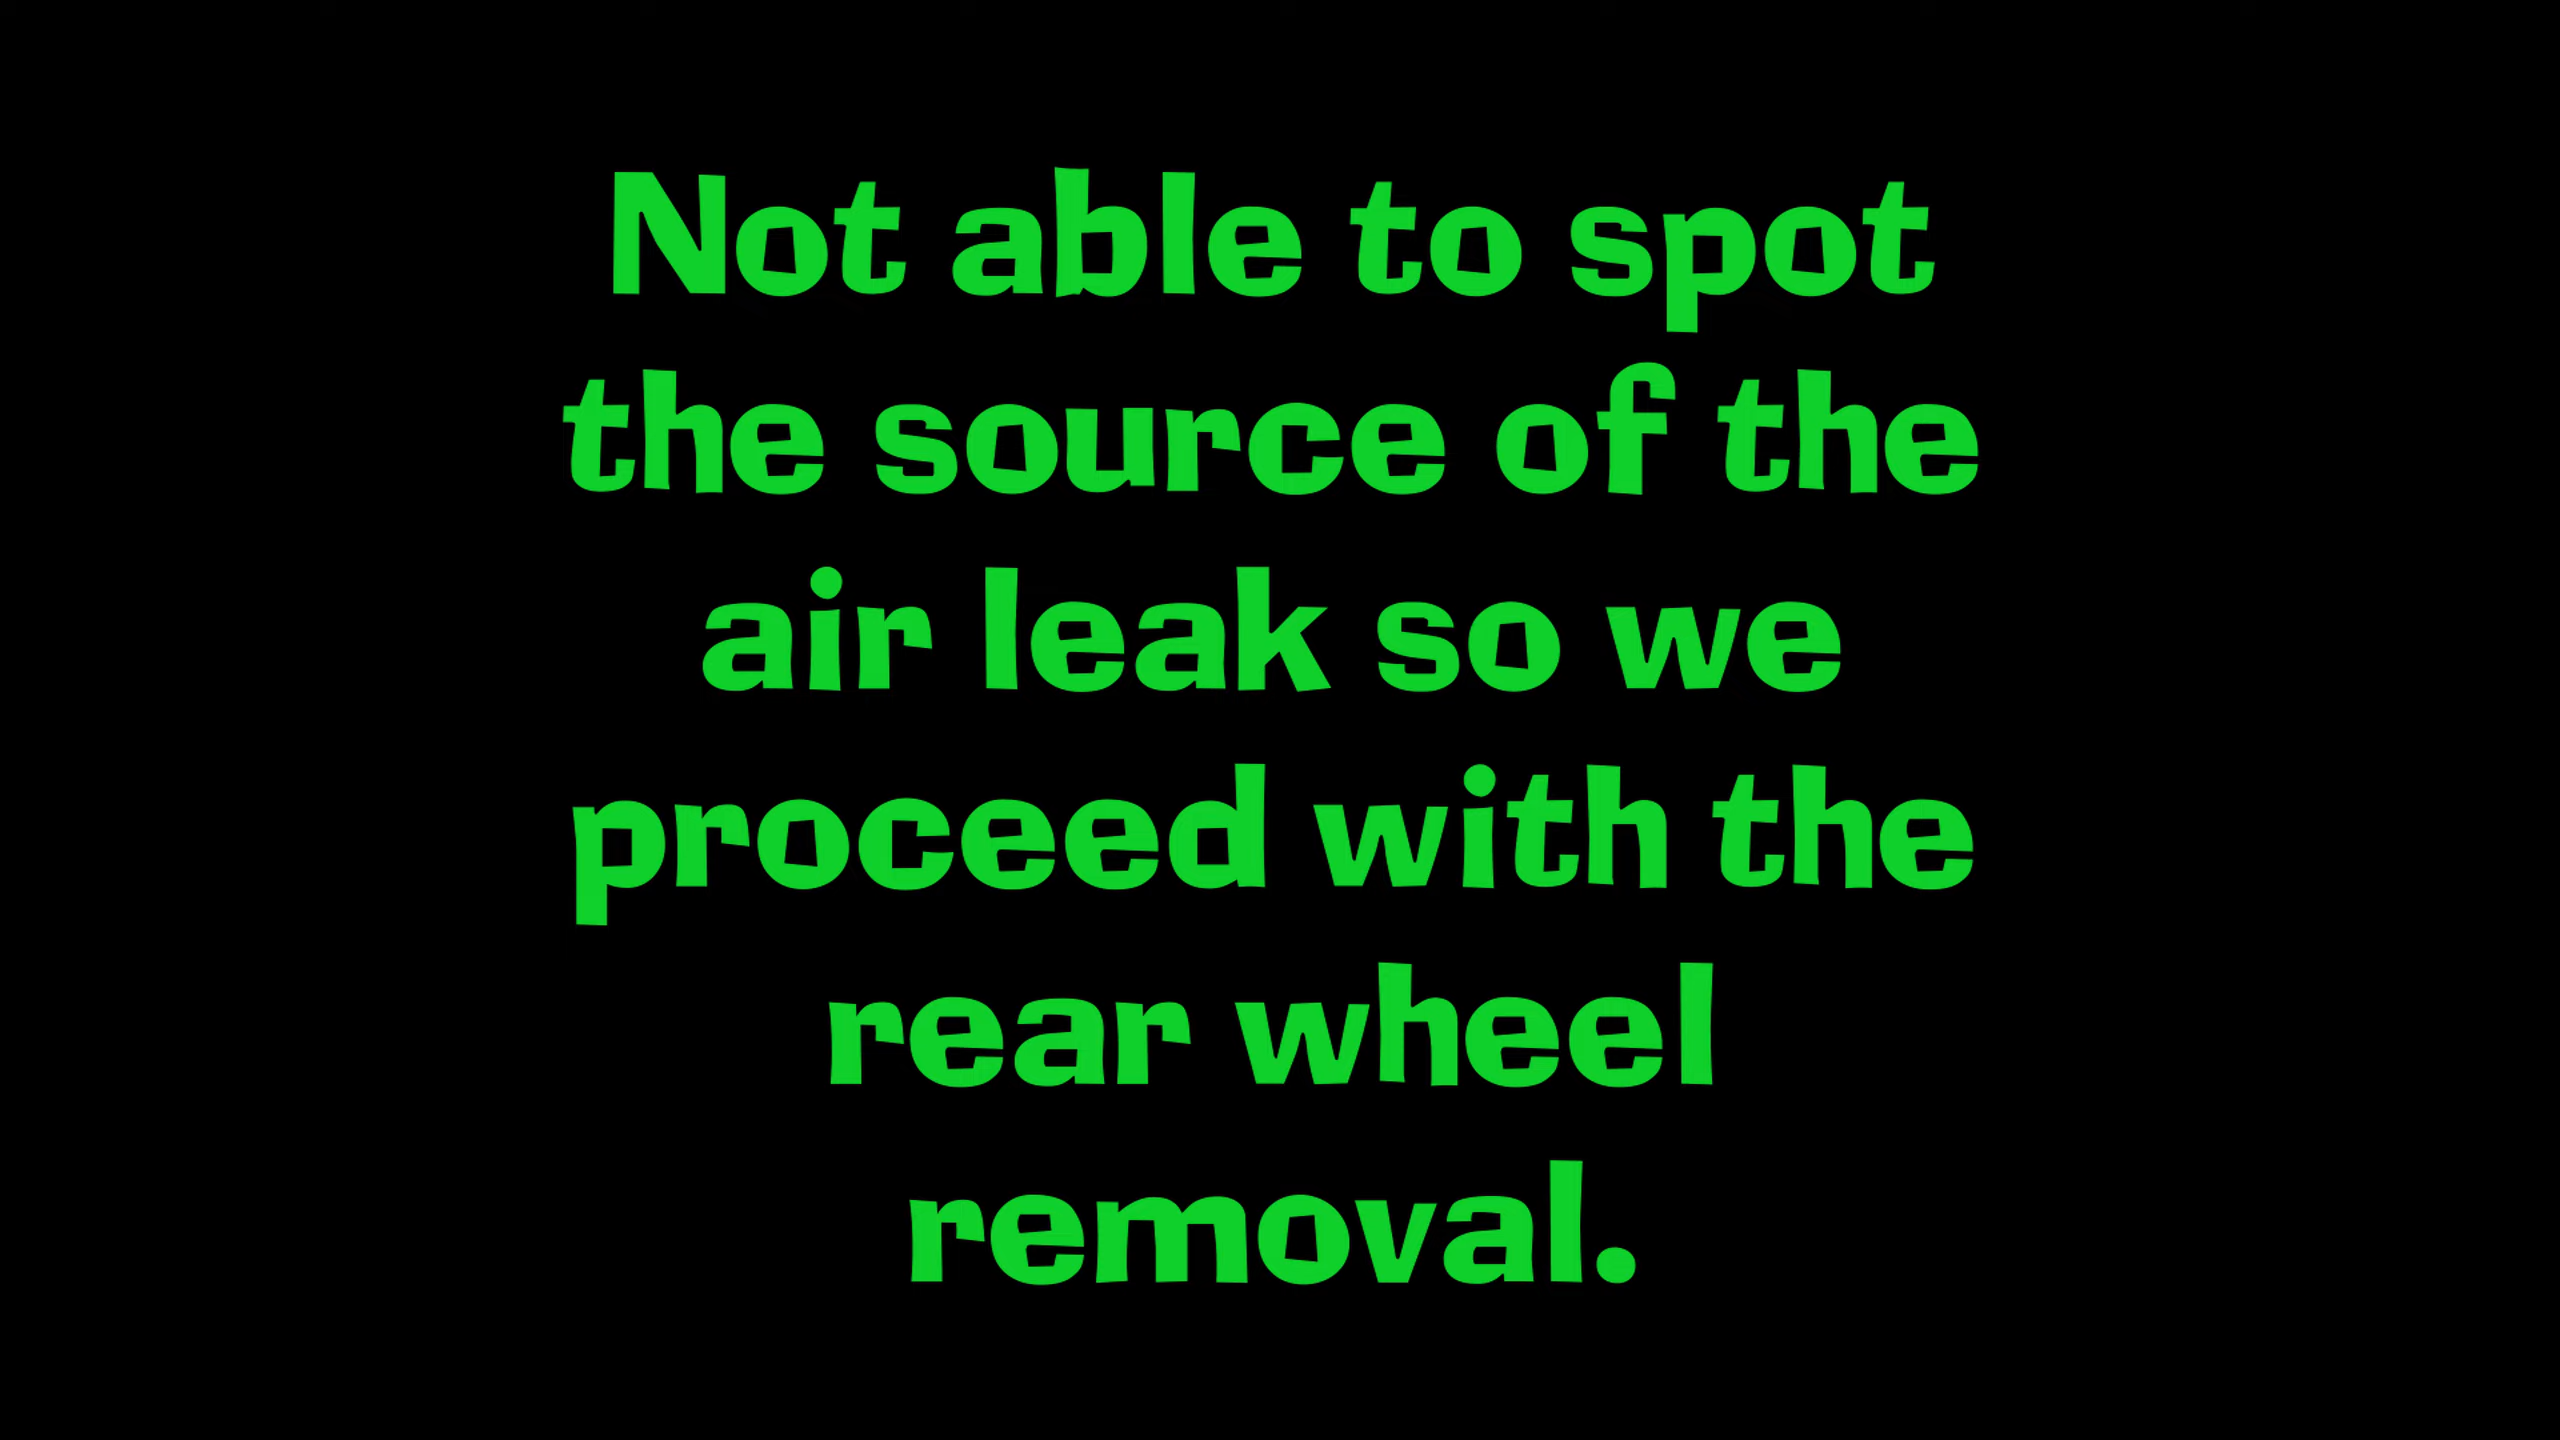 Not able to spot
the source of the
air leak so we
proceed with the
rear wheel
removal.